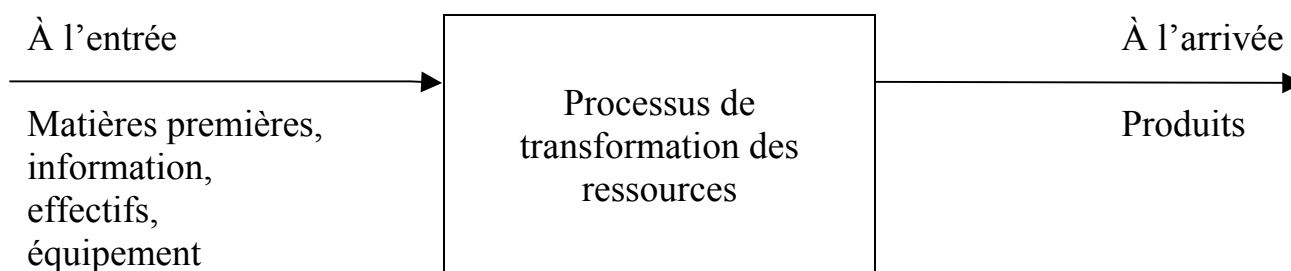 À l’entrée
Matières premières,
information,
effectifs,
équipement
Processus de
transformation des
ressources
À l’arrivée
Produits